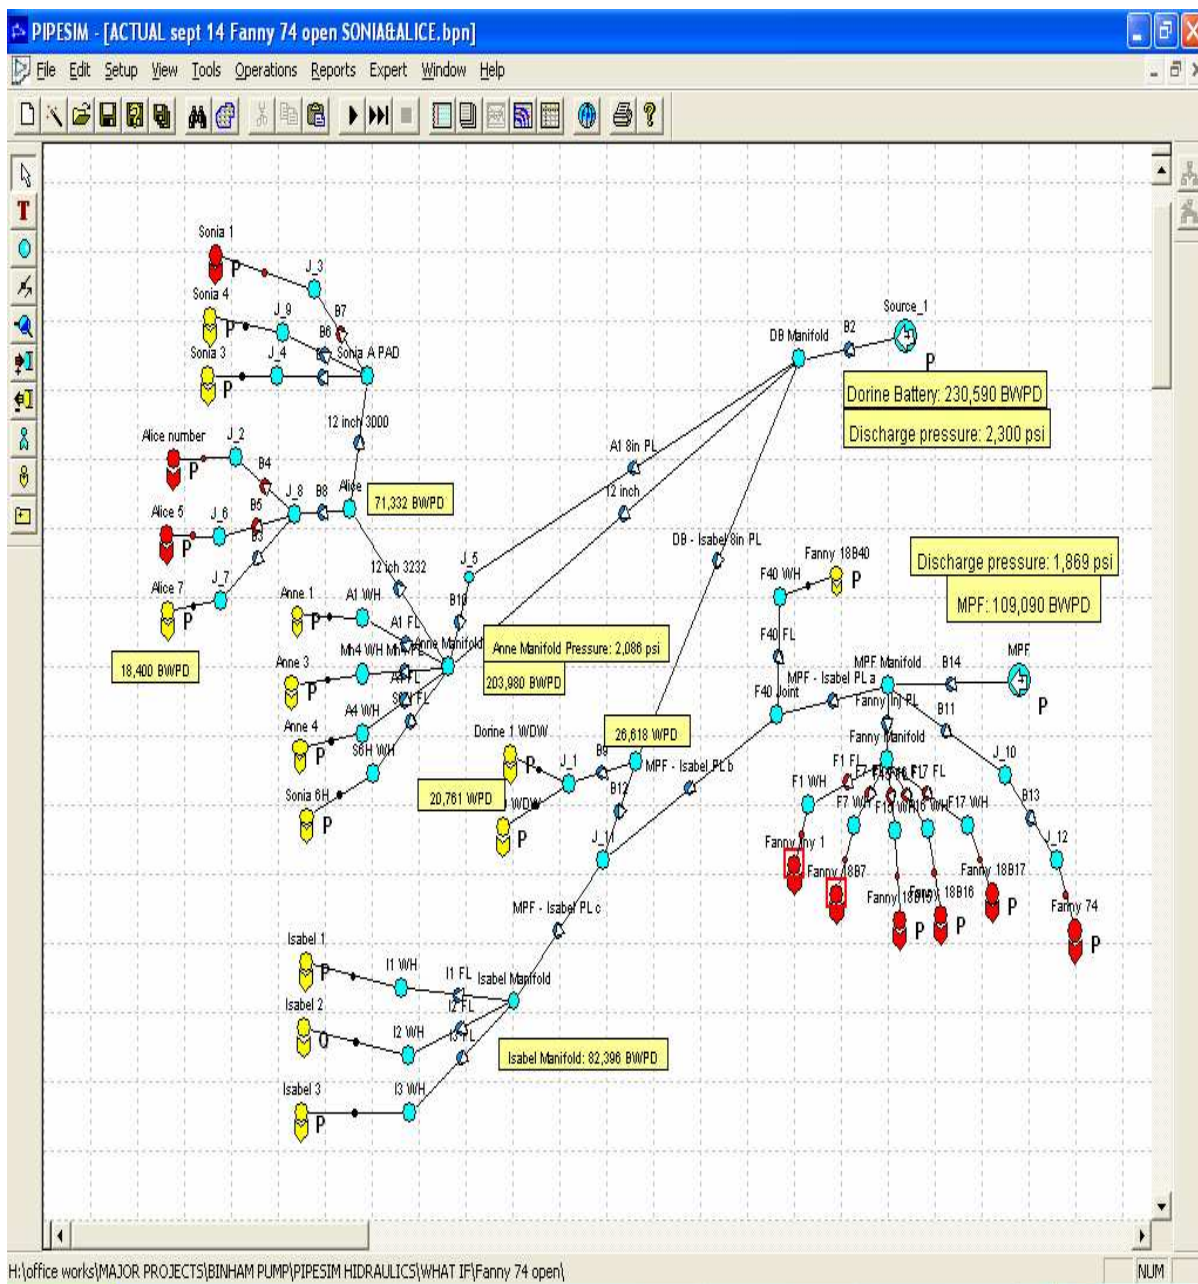 PIPESIM - [ACTUAL sept 14 Fanny 74 open SONIA&ALICE.bpn]
File Edit Setup View Tools Operations Reports Expert Window Help
Sonia 1
P
J_3
Sonia 4
P
J_9
B7
B6
Sonia 3
P
J_4
Sonia A PAD
12 inch 3000
Alice number
P
J_2
B4
J_8
B8
Alice
71,332 BWPD
Alice 5
P
J_6
B5
B3
Alice 7
P
J_7
18,400 BWPD
12 ich 3232
J_5
B10
Anne 1
P
A1 WH
A1 FL
Anne Manifold
Anne 3
P
Mh4 WH
Anne 4
P
A4 WH
S6H WH
Sonia 6H
P
Anne Manifold Pressure: 2,086 psi
203,980 BWPD
DB Manifold
B2
Source_1
P
Dorine Battery: 230,590 BWPD
Discharge pressure: 2,300 psi
A1 8in PL
12 inch
DB - Isabel 8in PL
Discharge pressure: 1,869 psi
MPF: 109,090 BWPD
Fanny 18B40
P
F40 WH
F40 FL
F40 Joint
MPF - Isabel PL a
MPF Manifold
B14
MPF
P
Fanny Inj PL
B11
Fanny Manifold
J_10
B13
J_12
Dorine 1 WDW
P
J_1
B9
26,618 WPD
20,761 WPD
WDW
P
B12
MPF - Isabel PL b
J_11
F1 FL
F17 FL
F1 WH
F7 WH
F17 WH
Fanny Iny 1
Fanny 18B7
Fanny 18B15
P
Fanny 18B16
P
Fanny 18B17
P
Fanny 74
P
MPF - Isabel PL c
Isabel 1
P
I1 WH
I1 FL
Isabel Manifold
Isabel 2
Q
I2 WH
I2 FL
I3 FL
Isabel 3
P
I3 WH
Isabel Manifold: 82,396 BWPD
H:\office works\MAJOR PROJECTS\BINHAM PUMP\PIPESIM HIDRAULICS\WHAT IF\Fanny 74 open\
NUM